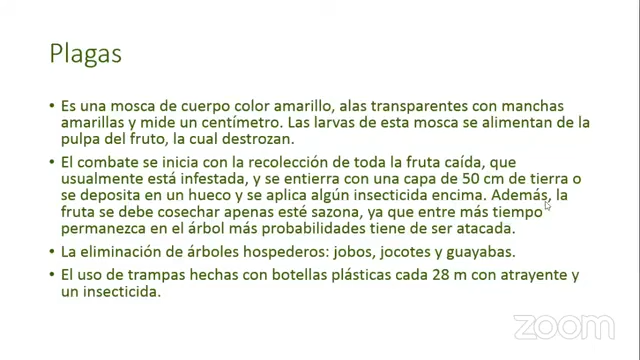 Plagas
• Es una mosca de cuerpo color amarillo, alas transparentes con manchas
amarillas y mide un centímetro. Las larvas de esta mosca se alimentan de la
pulpa del fruto, la cual destrozan.
• El combate se inicia con la recolección de toda la fruta caída, que
usualmente está infestada, y se entierra con una capa de 50 cm de tierra o
se deposita en un hueco y se aplica algún insecticida encima. Además, la
fruta se debe cosechar apenas esté sazona, ya que entre más tiempo
permanezca en el árbol más probabilidades tiene de ser atacada.
• La eliminación de árboles hospederos: jobos, jocotes y guayabas.
• El uso de trampas hechas con botellas plásticas cada 28 m con atrayente y
un insecticida.
zoom